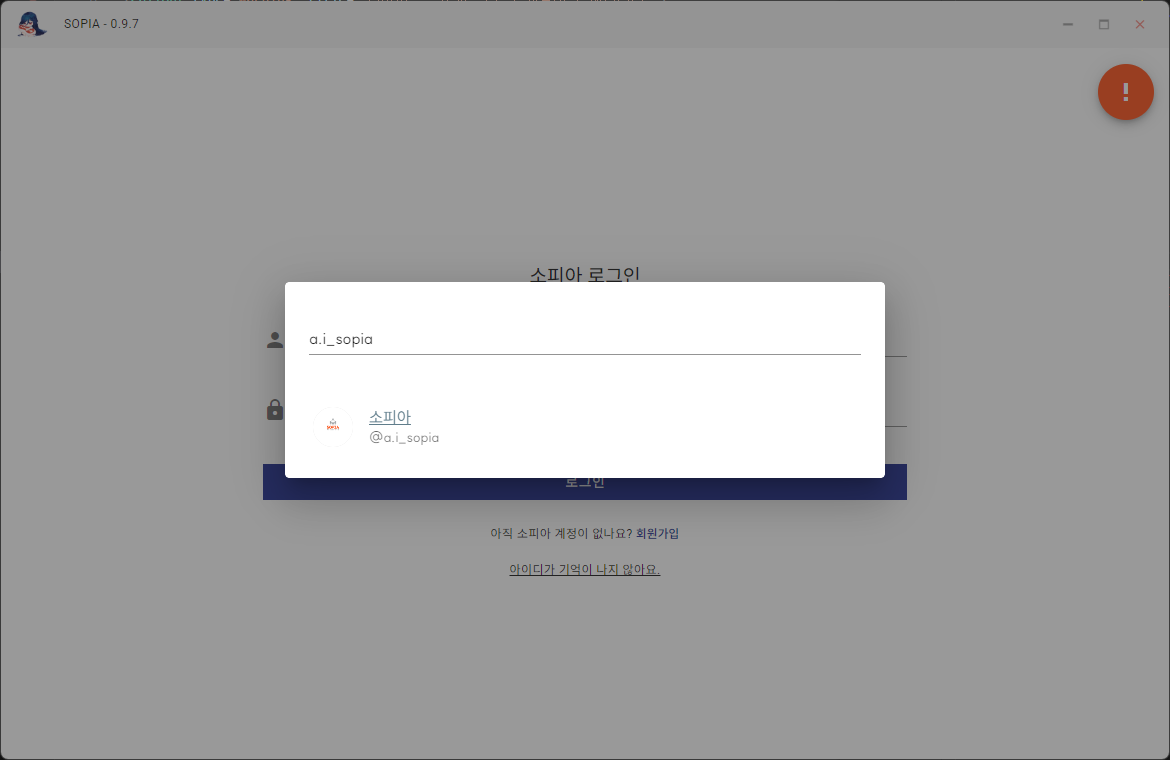 SOPIA - 0.9.7
소피아 로그인
a.i_sopia
소피아
@a.i_sopia
로그인
아직 소피아 계정이 없나요? 회원가입
아이디가 기억이 나지 않아요.